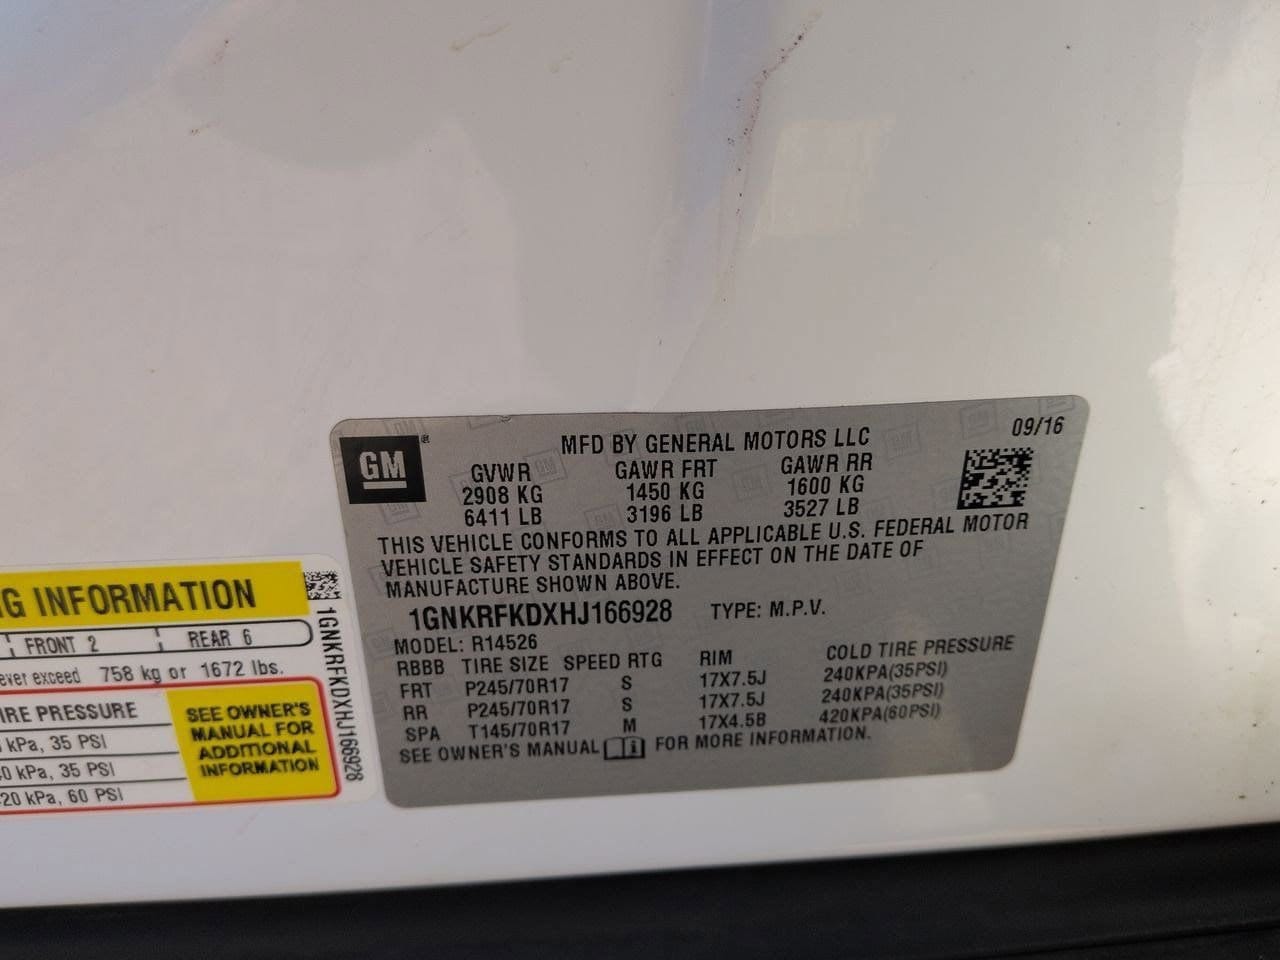 GM®
MFD BY GENERAL MOTORS LLC 09/16
GVWR GAWR FRT GAWR RR
2908 KG 1450 KG 1600 KG
6411 LB 3196 LB 3527 LB
THIS VEHICLE CONFORMS TO ALL APPLICABLE U.S. FEDERAL MOTOR
VEHICLE SAFETY STANDARDS IN EFFECT ON THE DATE OF
MANUFACTURE SHOWN ABOVE.
1GNKRFKDXHJ166928 TYPE: M.P.V.
MODEL: R14526
RBBB TIRE SIZE SPEED RTG RIM COLD TIRE PRESSURE
FRT P245/70R17 S 17X7.5J 240KPA(35PSI)
RR P245/70R17 S 17X7.5J 240KPA(35PSI)
SPA T145/70R17 M 17X4.5B 420KPA(60PSI)
SEE OWNER'S MANUAL FOR MORE INFORMATION.
G INFORMATION
FRONT 2 REAR 6
ever exceed 758 kg or 1672 lbs.
IRE PRESSURE
kPa, 35 PSI
0 kPa, 35 PSI
20 kPa, 60 PSI
SEE OWNER'S
MANUAL FOR
ADDITIONAL
INFORMATION
1GNKRFKDXHJ166928